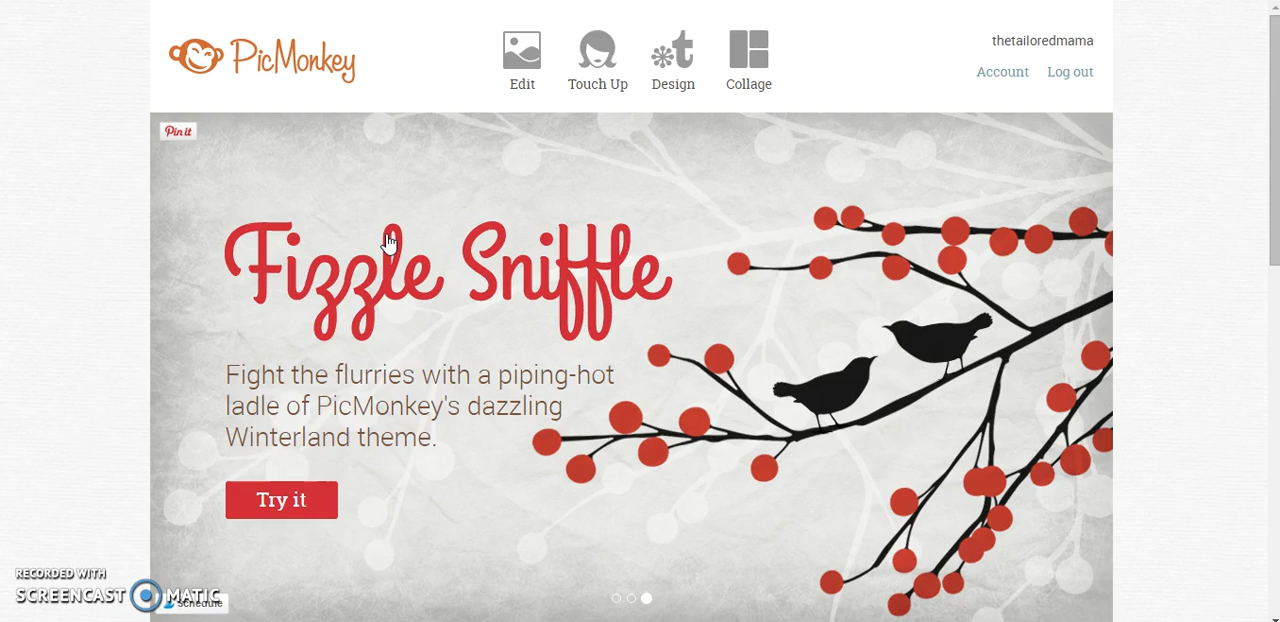 PicMonkey
Edit
Touch Up
Design
Collage
thetailoredmama
Account
Log out
Pin it
Fizzle Sniffle
Fight the flurries with a piping-hot
ladle of PicMonkey's dazzling
Winterland theme.
Try it
RECORDED WITH
SCREENCAST MATIC
Schedule